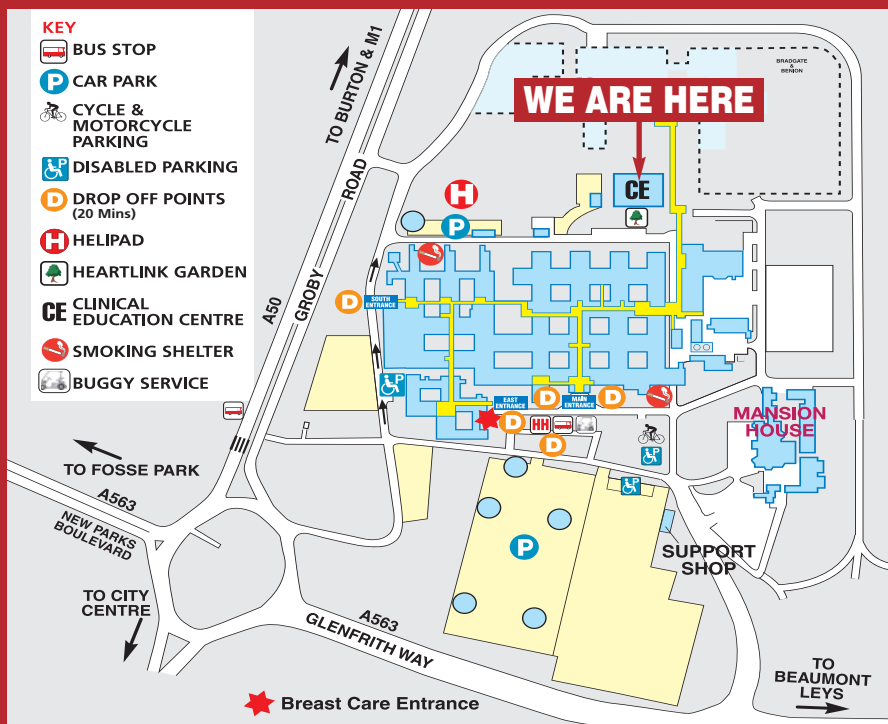 KEY
BUS STOP
P CAR PARK
CYCLE &
MOTORCYCLE
PARKING
P DISABLED PARKING
D DROP OFF POINTS
(20 Mins)
H HELIPAD
HEARTLINK GARDEN
CE CLINICAL
EDUCATION CENTRE
SMOKING SHELTER
BUGGY SERVICE
TO BURTON & M1
A50
GROBY ROAD
BRADGATE
&
BENION
WE ARE HERE
CE
H
P
D
SOUTH
ENTRANCE
P
EAST
ENTRANCE
D
MAIN
ENTRANCE
D
D
HH
D
P
P
MANSION
HOUSE
P
SUPPORT
SHOP
TO FOSSE PARK
A563
NEW PARKS
BOULEVARD
TO CITY
CENTRE
A563
GLENFRITH WAY
TO
BEAUMONT
LEYS
Breast Care Entrance